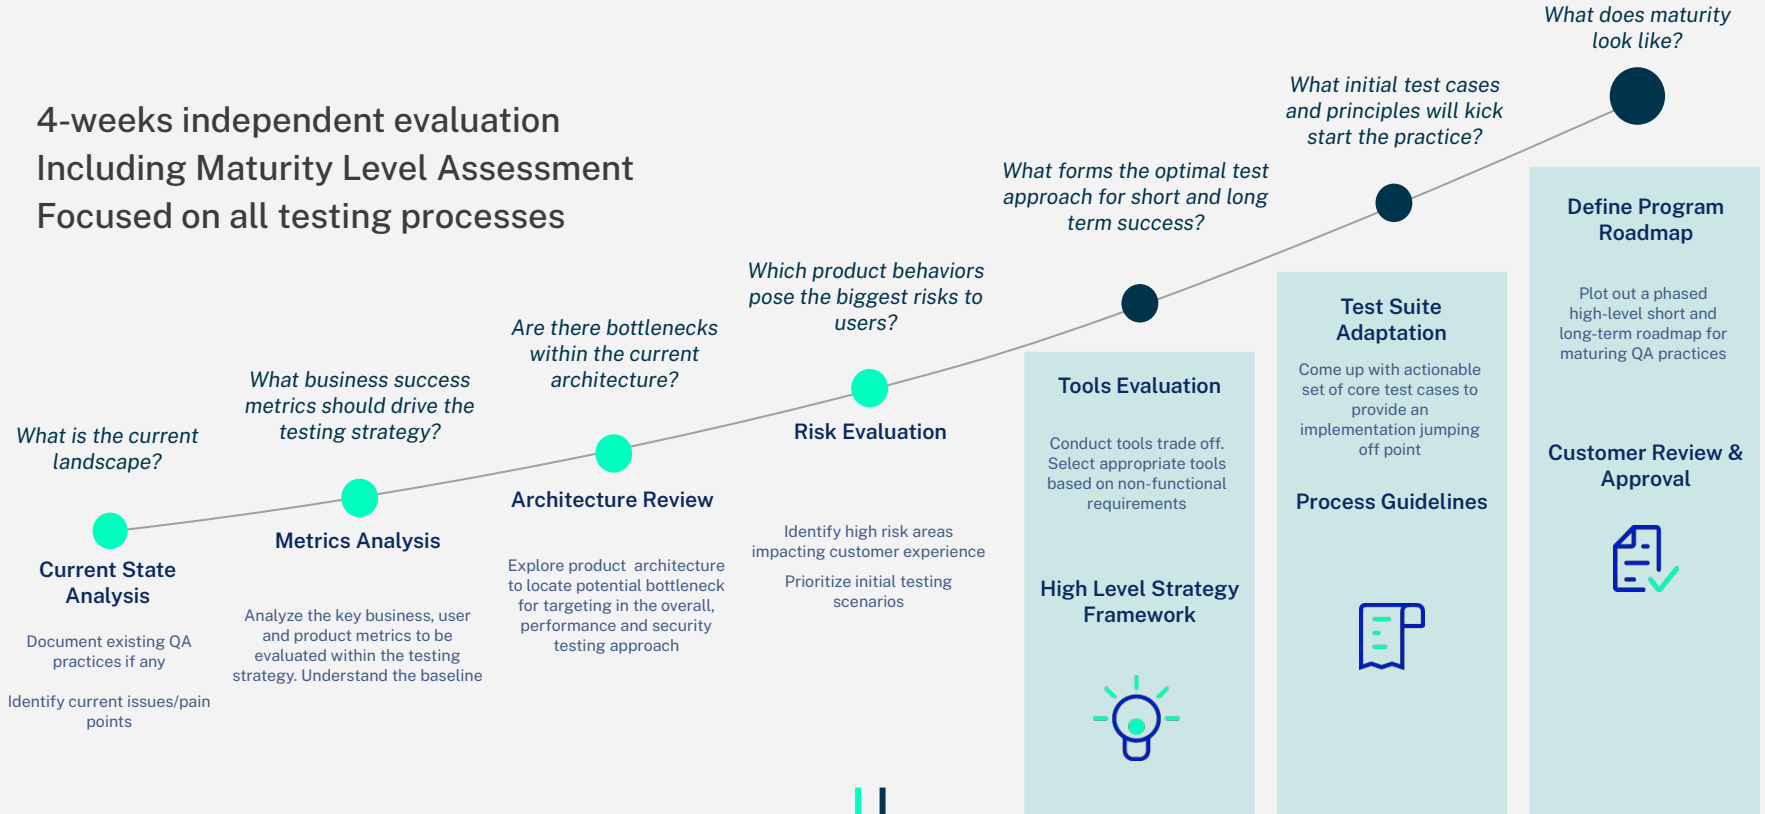 4-weeks independent evaluation
Including Maturity Level Assessment
Focused on all testing processes
What is the current
landscape?
Current State
Analysis
Document existing QA
practices if any
Identify current issues/pain
points
What business success
metrics should drive the
testing strategy?
Metrics Analysis
Analyze the key business, user
and product metrics to be
evaluated within the testing
strategy. Understand the baseline
Are there bottlenecks
within the current
architecture?
Architecture Review
Explore product architecture
to locate potential bottleneck
for targeting in the overall,
performance and security
testing approach
Which product behaviors
pose the biggest risks to
users?
Risk Evaluation
Identify high risk areas
impacting customer experience
Prioritize initial testing
scenarios
What forms the optimal test
approach for short and long
term success?
Tools Evaluation
Conduct tools trade off.
Select appropriate tools
based on non-functional
requirements
High Level Strategy
Framework
What initial test cases
and principles will kick
start the practice?
Test Suite
Adaptation
Come up with actionable
set of core test cases to
provide an
implementation jumping
off point
Process Guidelines
What does maturity
look like?
Define Program
Roadmap
Plot out a phased
high-level short and
long-term roadmap for
maturing QA practices
Customer Review &
Approval